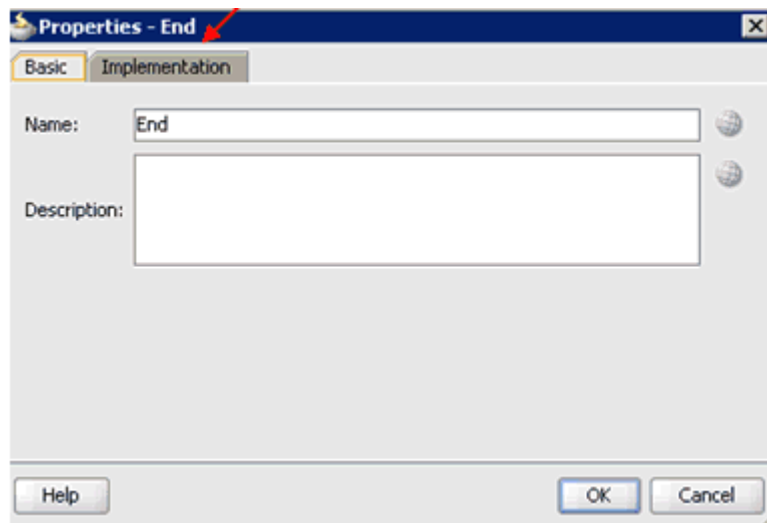 Properties - End
Basic Implementation
Name: End
Description:
Help OK Cancel